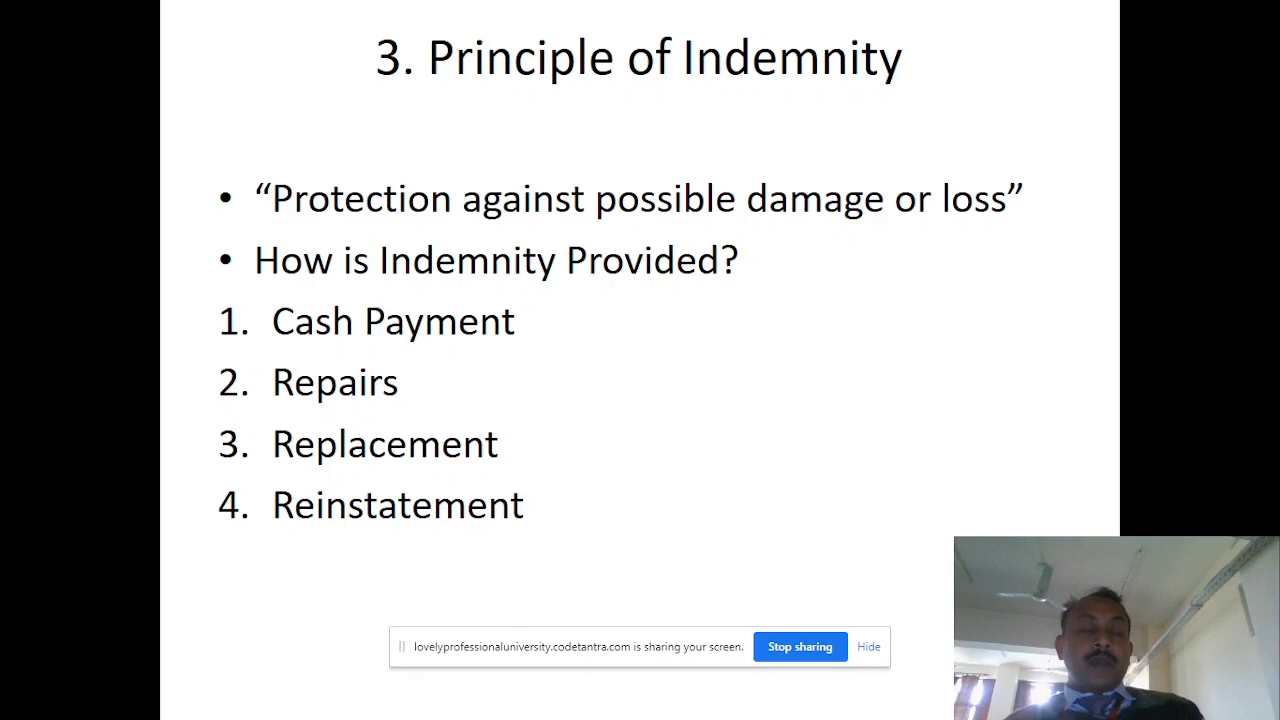 3. Principle of Indemnity
• “Protection against possible damage or loss”
• How is Indemnity Provided?
1. Cash Payment
2. Repairs
3. Replacement
4. Reinstatement
lovelyprofessionaluniversity.codetantra.com is sharing your screen. Stop sharing Hide